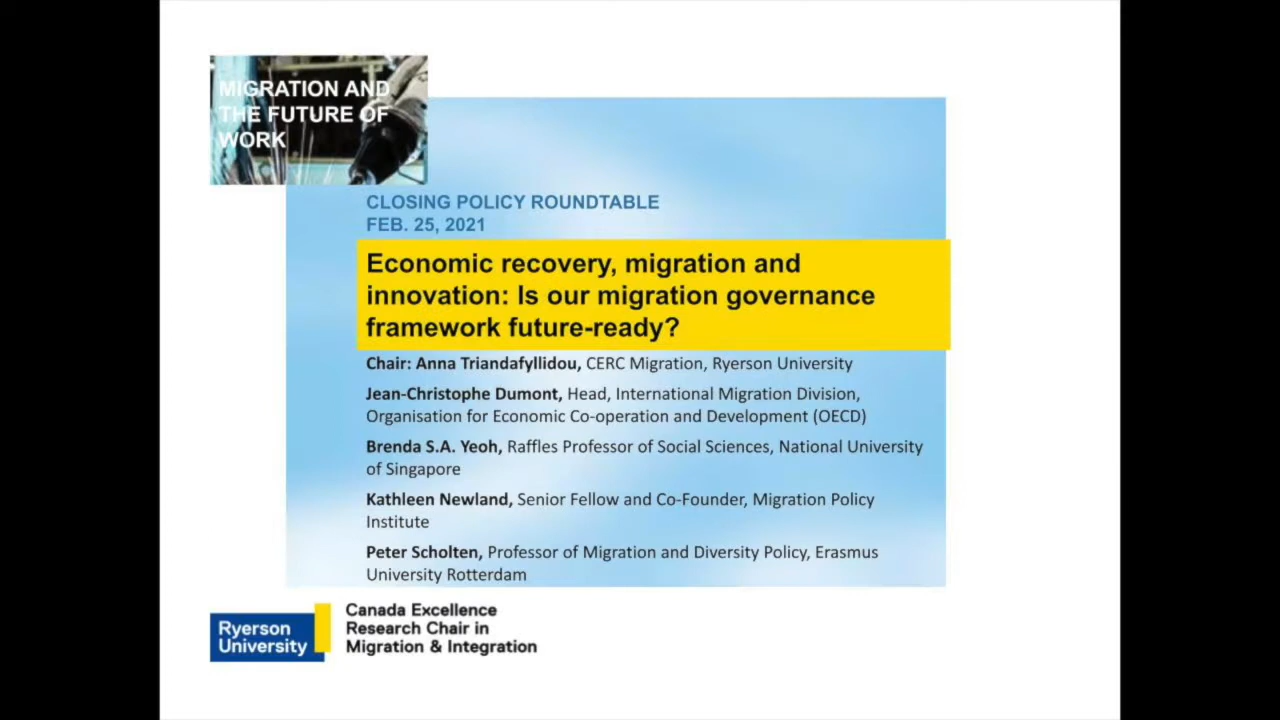 MIGRATION AND
THE FUTURE OF
WORK
CLOSING POLICY ROUNDTABLE
FEB. 25, 2021
Economic recovery, migration and
innovation: Is our migration governance
framework future-ready?
Chair: Anna Triandafyllidou, CERC Migration, Ryerson University
Jean-Christophe Dumont, Head, International Migration Division,
Organisation for Economic Co-operation and Development (OECD)
Brenda S.A. Yeoh, Raffles Professor of Social Sciences, National University
of Singapore
Kathleen Newland, Senior Fellow and Co-Founder, Migration Policy
Institute
Peter Scholten, Professor of Migration and Diversity Policy, Erasmus
University Rotterdam
Ryerson
University
Canada Excellence
Research Chair in
Migration & Integration